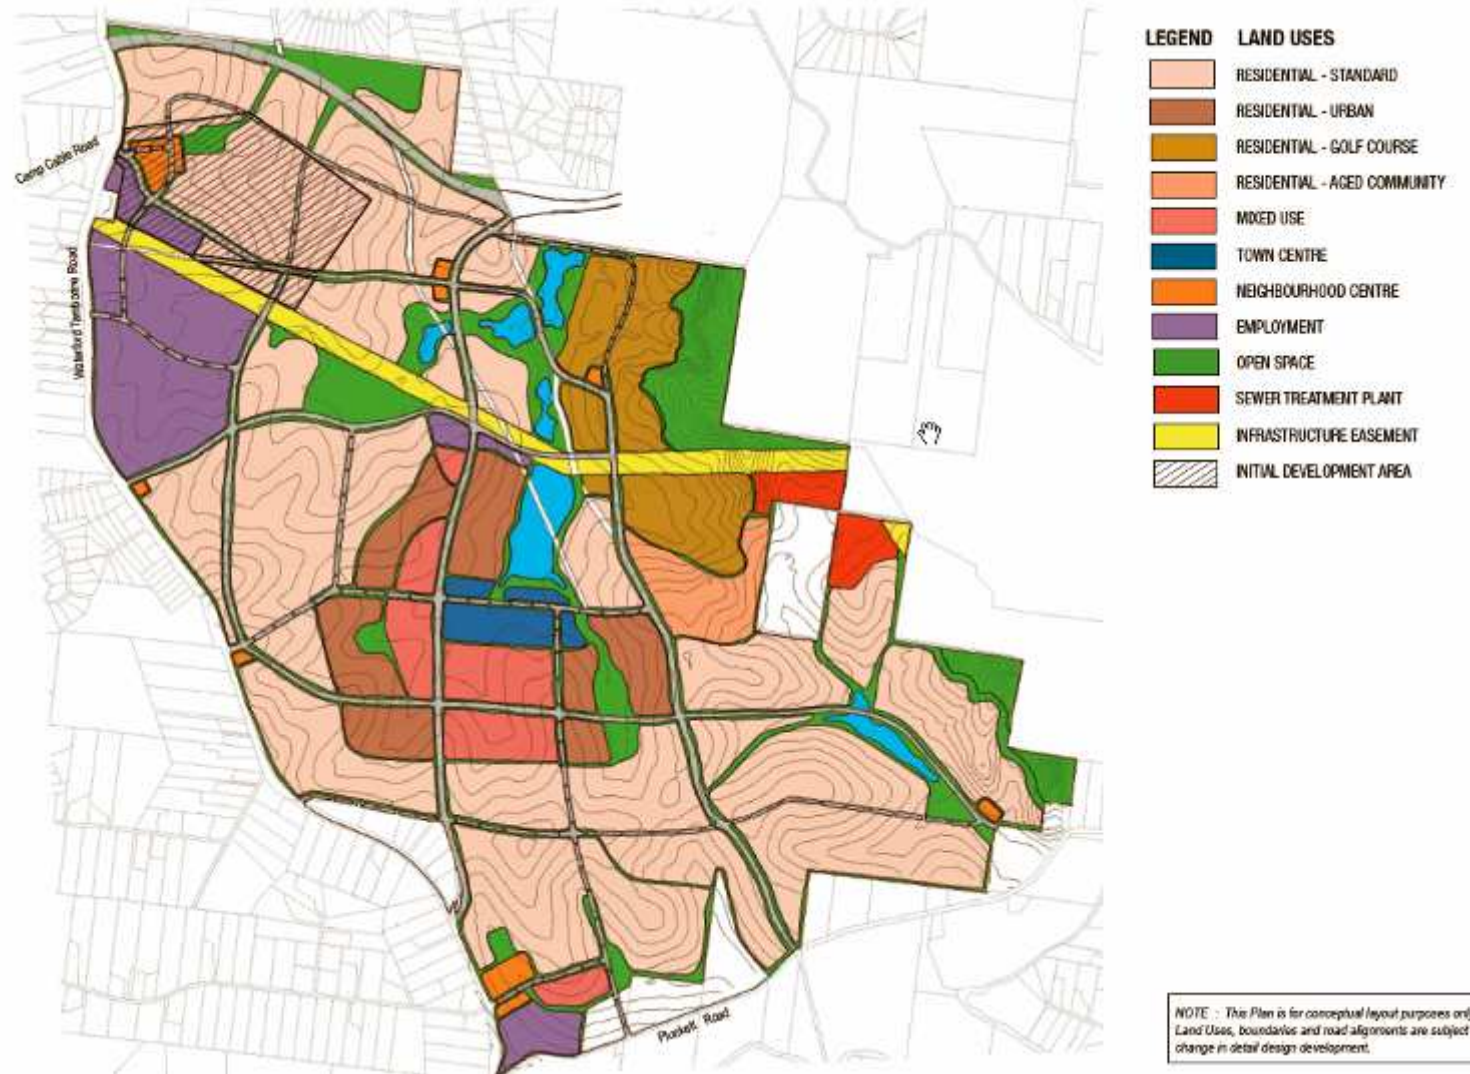 LEGEND LAND USES
RESIDENTIAL - STANDARD
RESIDENTIAL - URBAN
RESIDENTIAL - GOLF COURSE
RESIDENTIAL - AGED COMMUNITY
MIXED USE
TOWN CENTRE
NEIGHBOURHOOD CENTRE
EMPLOYMENT
OPEN SPACE
SEWER TREATMENT PLANT
INFRASTRUCTURE EASEMENT
INITIAL DEVELOPMENT AREA
Camp Cable Road
Waterford Tamborine Road
Plunkett Road
NOTE : This Plan is for conceptual layout purposes only
Land Uses, boundaries and road alignments are subject
change in detail design development.